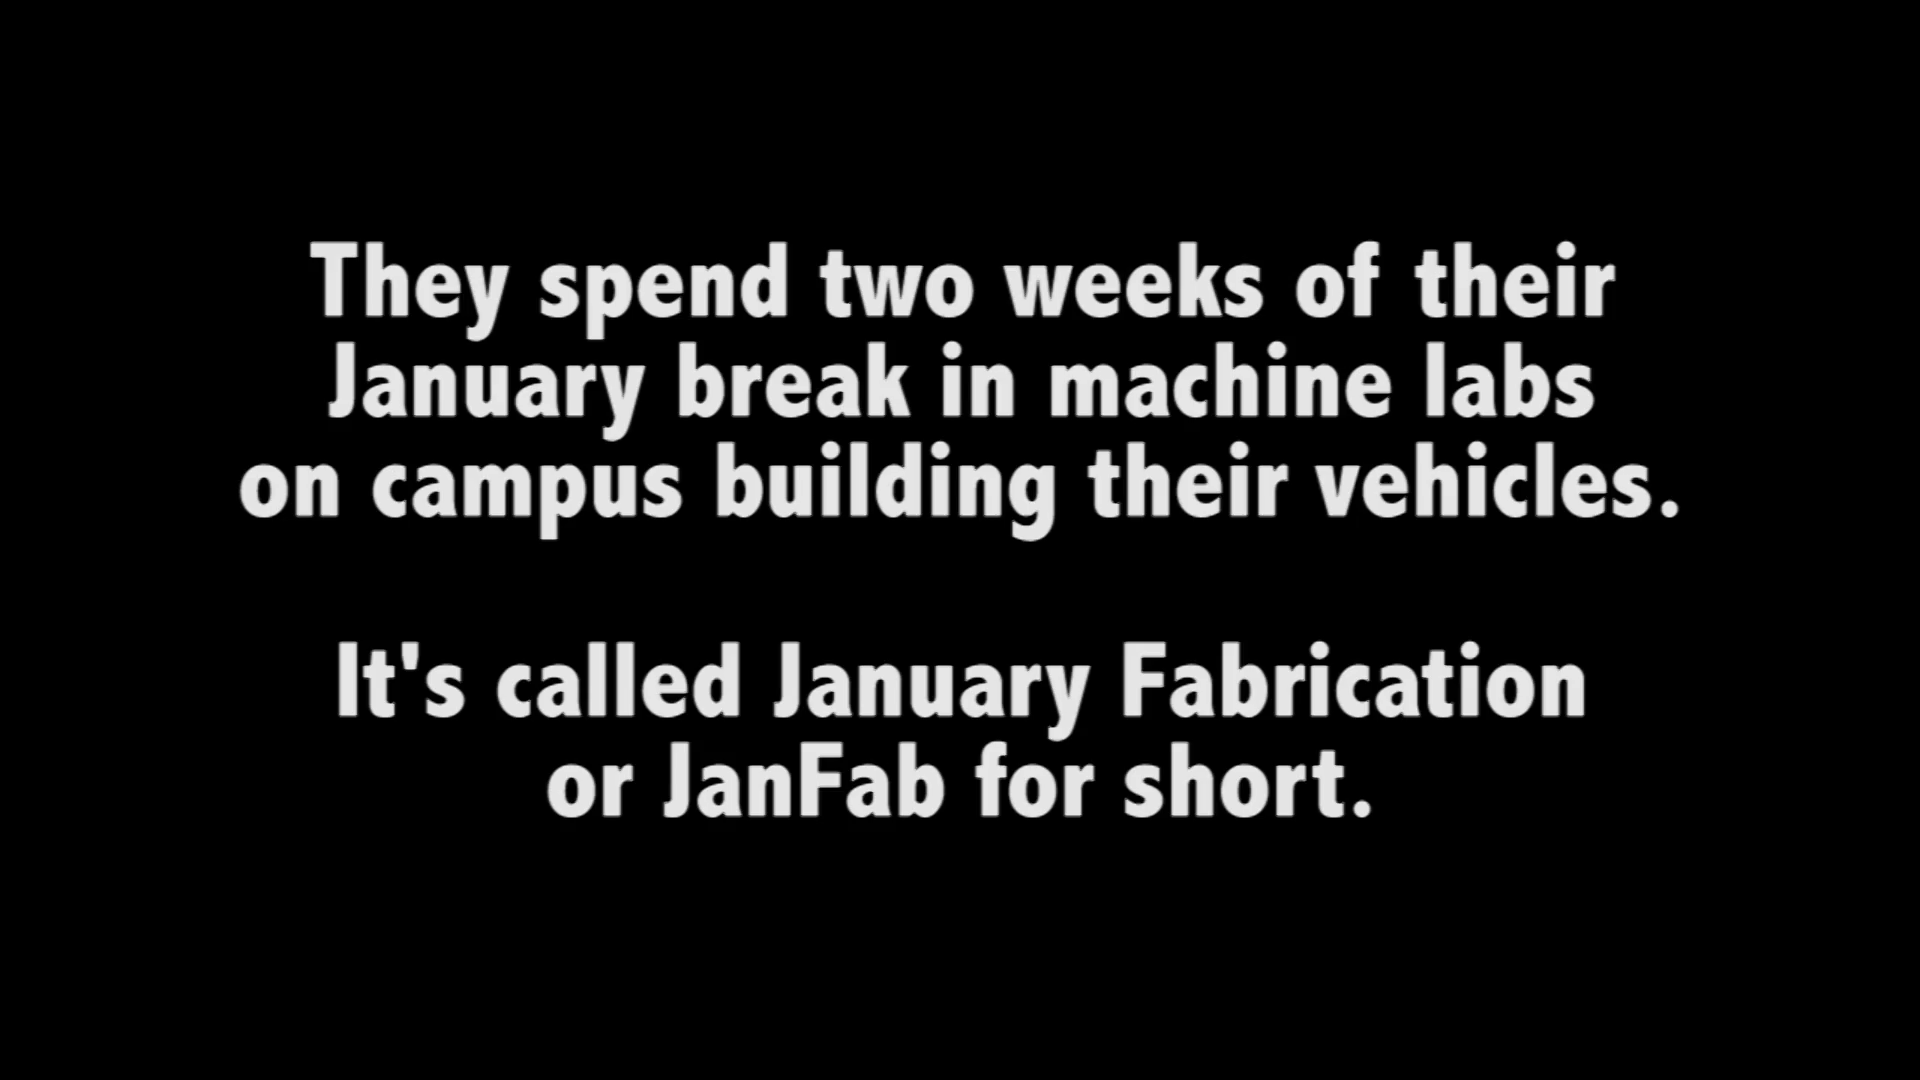 They spend two weeks of their
January break in machine labs
on campus building their vehicles.
It's called January Fabrication
or JanFab for short.